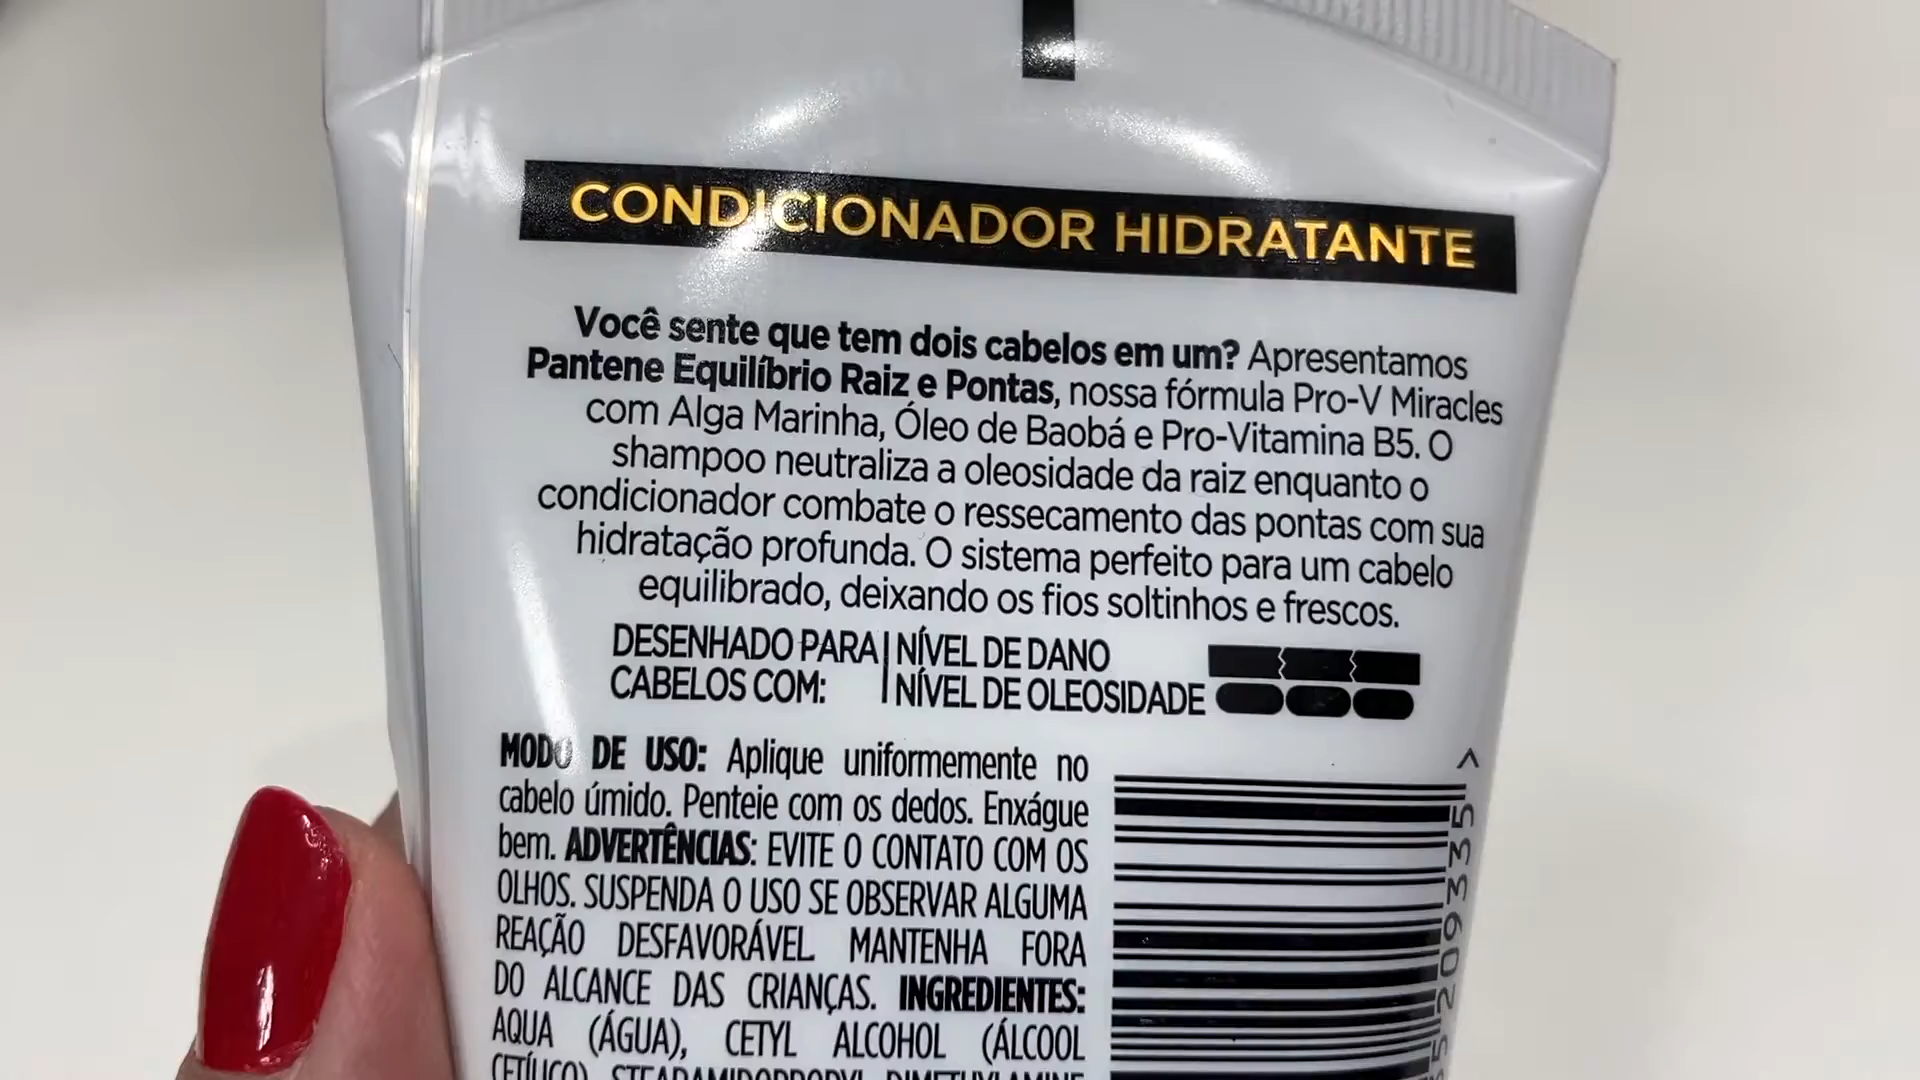 CONDICIONADOR HIDRATANTE
Você sente que tem dois cabelos em um? Apresentamos
Pantene Equilíbrio Raiz e Pontas, nossa fórmula Pro-V Miracles
com Alga Marinha, Óleo de Baobá e Pro-Vitamina B5. O
shampoo neutraliza a oleosidade da raiz enquanto o
condicionador combate o ressecamento das pontas com sua
hidratação profunda. O sistema perfeito para um cabelo
equilibrado, deixando os fios soltinhos e frescos.
DESENHADO PARA
CABELOS COM:
NÍVEL DE DANO
NÍVEL DE OLEOSIDADE
MODO DE USO: Aplique uniformemente no
cabelo úmido. Penteie com os dedos. Enxágue
bem. ADVERTÊNCIAS: EVITE O CONTATO COM OS
OLHOS. SUSPENDA O USO SE OBSERVAR ALGUMA
REAÇÃO DESFAVORÁVEL. MANTENHA FORA
DO ALCANCE DAS CRIANÇAS. INGREDIENTES:
AQUA (ÁGUA), CETYL ALCOHOL (ÁLCOOL
CETÍLICO), STEARAMIDOPROPYL DIMETHYLAMINE
209335 >